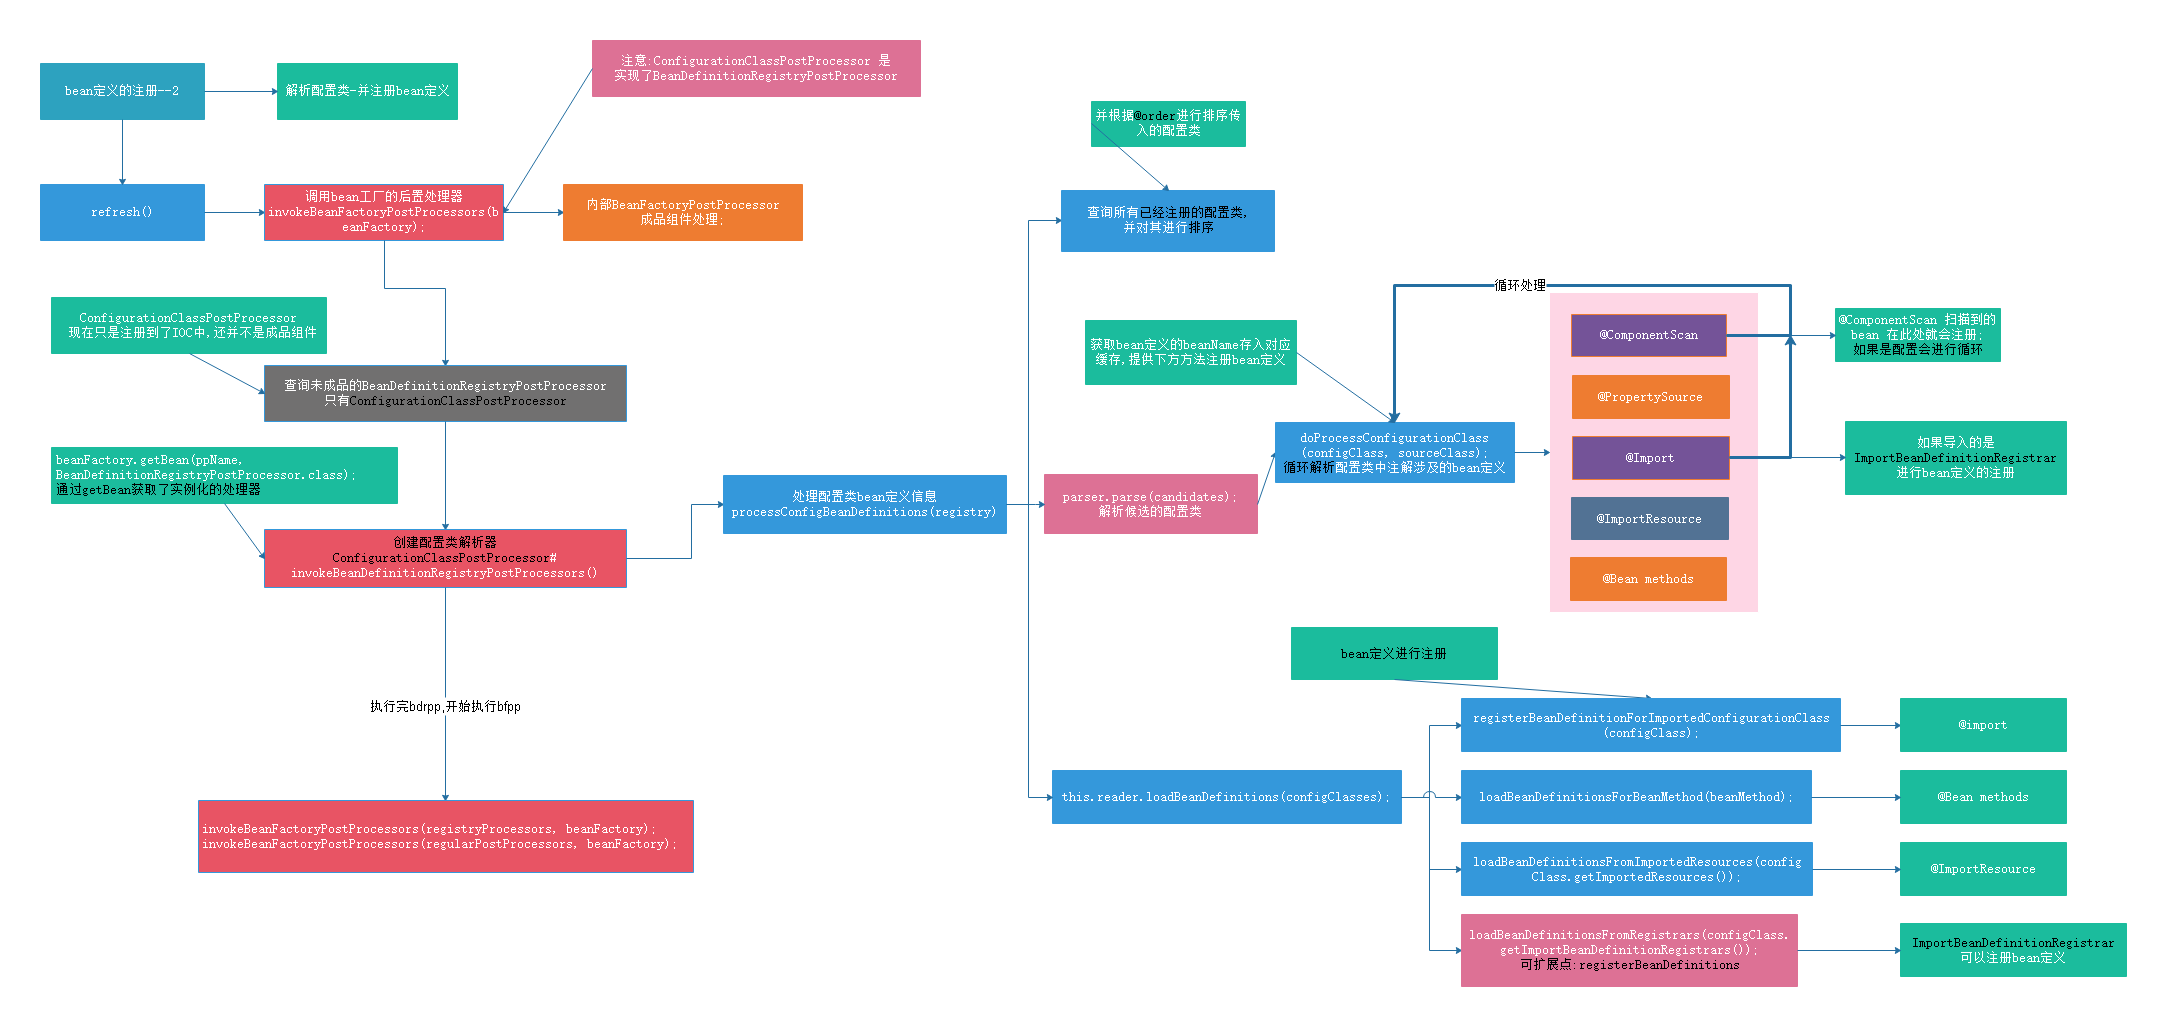 bean定义的注册--2
解析配置类-并注册bean定义
注意:ConfigurationClassPostProcessor 是
实现了BeanDefinitionRegistryPostProcessor
refresh()
调用bean工厂的后置处理器
invokeBeanFactoryPostProcessors(b
eanFactory);
内部BeanFactoryPostProcessor
成品组件处理;
ConfigurationClassPostProcessor
现在只是注册到了IOC中,还并不是成品组件
查询未成品的BeanDefinitionRegistryPostProcessor
只有ConfigurationClassPostProcessor
beanFactory.getBean(ppName,
BeanDefinitionRegistryPostProcessor.class);
通过getBean获取了实例化的处理器
创建配置类解析器
ConfigurationClassPostProcessor#
invokeBeanDefinitionRegistryPostProcessors()
执行完bdrpp,开始执行bfpp
invokeBeanFactoryPostProcessors(registryProcessors, beanFactory);
invokeBeanFactoryPostProcessors(regularPostProcessors, beanFactory);
处理配置类bean定义信息
processConfigBeanDefinitions(registry)
并根据@order进行排序传
入的配置类
查询所有已经注册的配置类,
并对其进行排序
获取bean定义的beanName存入对应
缓存,提供下方方法注册bean定义
parser.parse(candidates);
解析候选的配置类
doProcessConfigurationClass
(configClass, sourceClass);
循环解析配置类中注解涉及的bean定义
循环处理
@ComponentScan
@PropertySource
@Import
@ImportResource
@Bean methods
@ComponentScan 扫描到的
bean 在此处就会注册;
如果是配置会进行循环
如果导入的是
ImportBeanDefinitionRegistrar
进行bean定义的注册
bean定义进行注册
this.reader.loadBeanDefinitions(configClasses);
registerBeanDefinitionForImportedConfigurationClass
(configClass);
@import
loadBeanDefinitionsForBeanMethod(beanMethod);
@Bean methods
loadBeanDefinitionsFromImportedResources(config
Class.getImportedResources());
@ImportResource
loadBeanDefinitionsFromRegistrars(configClass.
getImportBeanDefinitionRegistrars());
可扩展点:registerBeanDefinitions
ImportBeanDefinitionRegistrar
可以注册bean定义